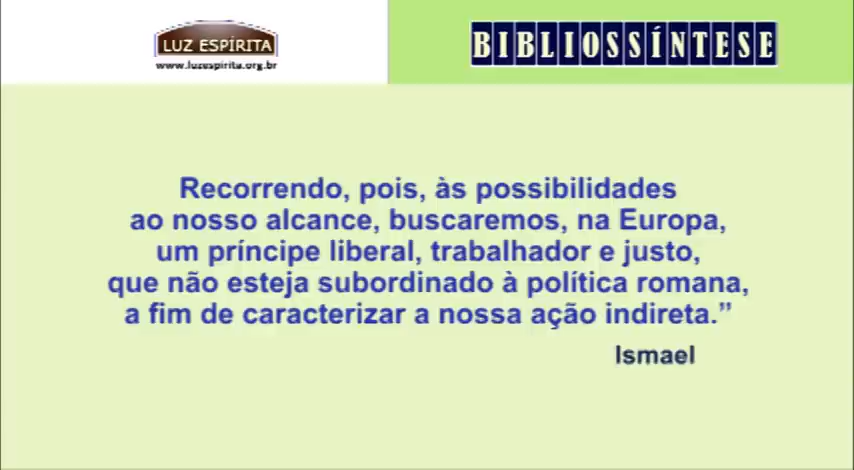 LUZ ESPÍRITA
www.luzespirita.org.br
BIBLIOSSÍNTESE
Recorrendo, pois, às possibilidades
ao nosso alcance, buscaremos, na Europa,
um príncipe liberal, trabalhador e justo,
que não esteja subordinado à política romana,
a fim de caracterizar a nossa ação indireta.”
Ismael